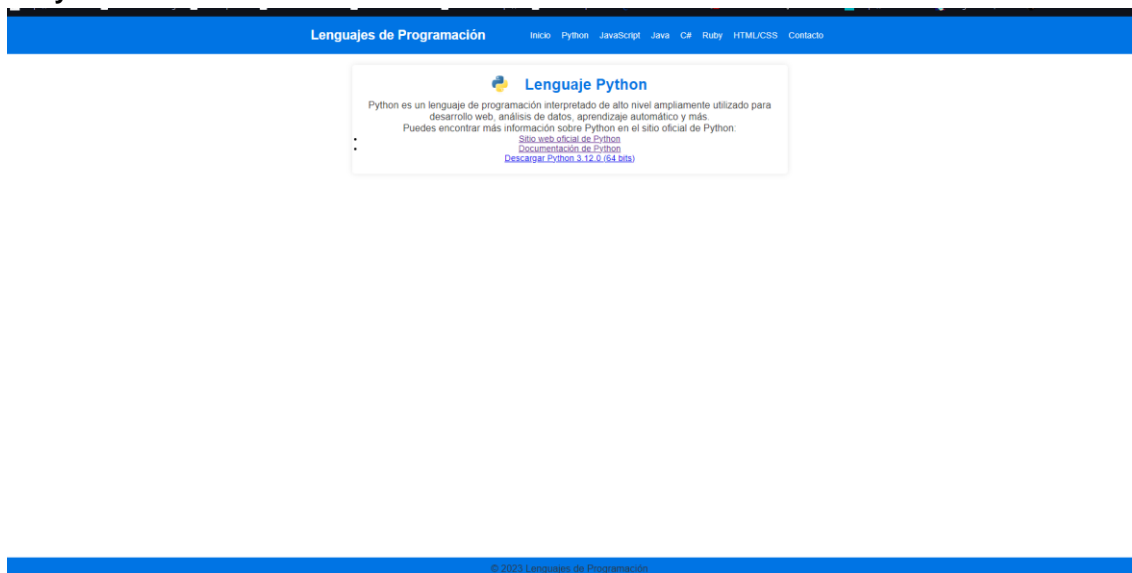 Lenguajes de Programación
Inicio Python JavaScript Java C# Ruby HTML/CSS Contacto
Lenguaje Python
Python es un lenguaje de programación interpretado de alto nivel ampliamente utilizado para
desarrollo web, análisis de datos, aprendizaje automático y más.
Puedes encontrar más información sobre Python en el sitio oficial de Python:
Sitio web oficial de Python
Documentación de Python
Descargar Python 3.12.0 (64 bits)
© 2023 Lenguajes de Programación